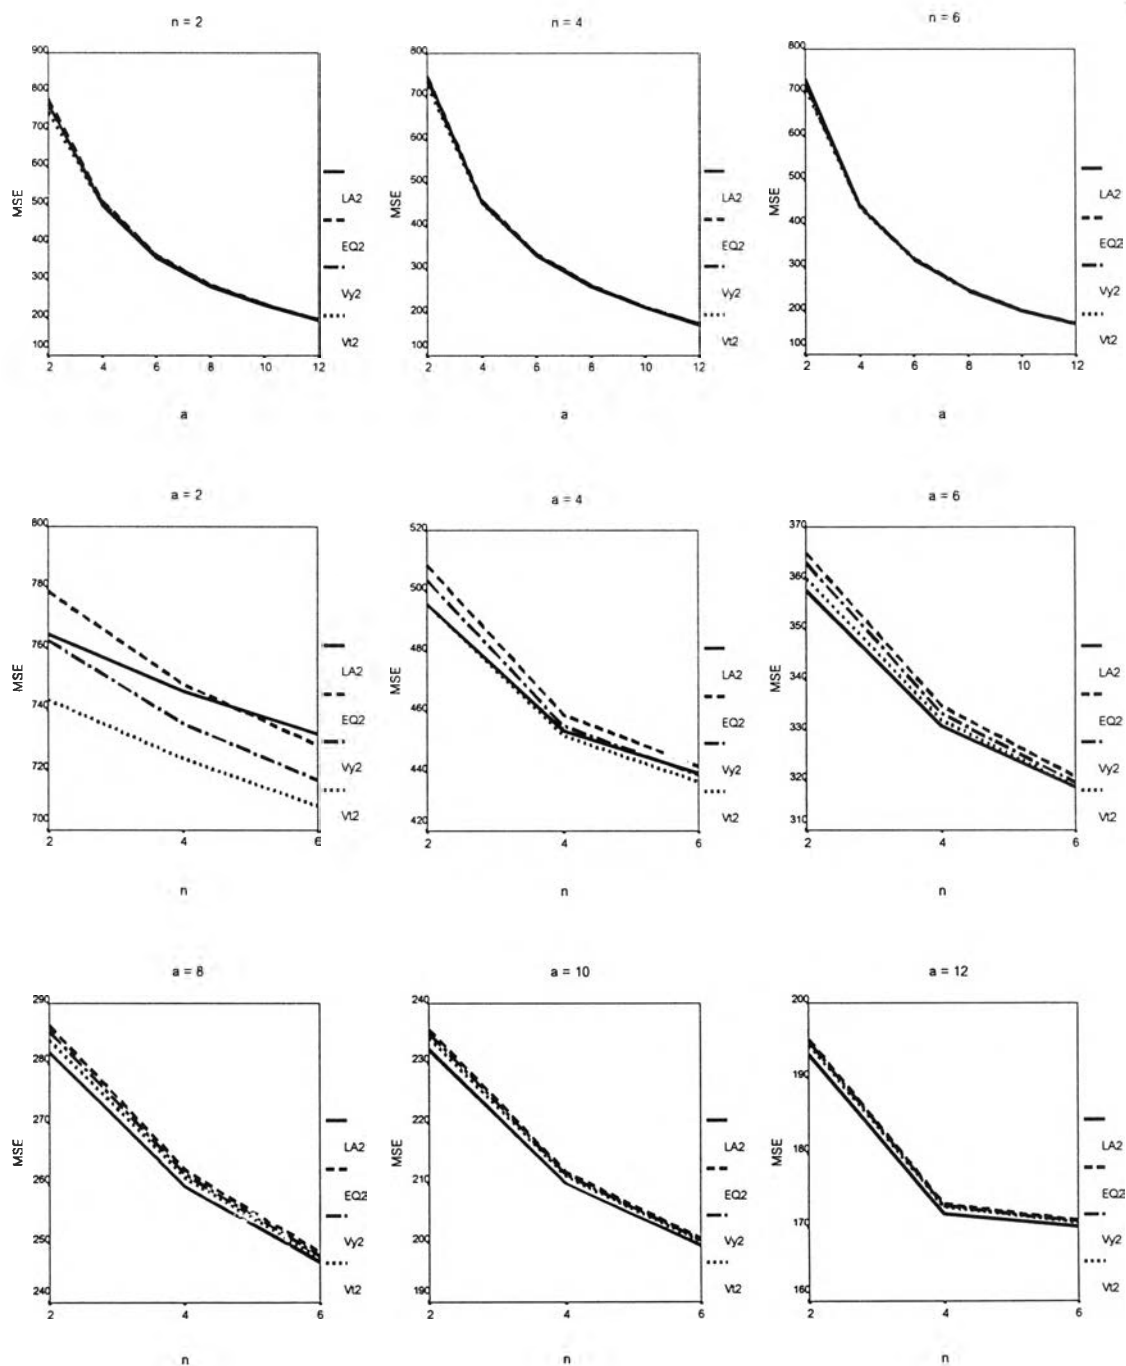 n = 2
900
800
700
600
500
400
300
200
100
MSE
2 4 6 8 10 12
a
LA2
EQ2
Vy2
Vt2
n = 4
800
700
600
500
400
300
200
100
MSE
2 4 6 8 10 12
a
LA2
EQ2
Vy2
Vt2
n = 6
800
700
600
500
400
300
200
100
MSE
2 4 6 8 10 12
a
LA2
EQ2
Vy2
Vt2
a = 2
800
780
760
740
720
700
MSE
2 4 6
n
LA2
EQ2
Vy2
Vt2
a = 4
520
500
480
460
440
420
MSE
2 4 6
n
LA2
EQ2
Vy2
Vt2
a = 6
370
360
350
340
330
320
310
MSE
2 4 6
n
LA2
EQ2
Vy2
Vt2
a = 8
290
280
270
260
250
240
MSE
2 4 6
n
LA2
EQ2
Vy2
Vt2
a = 10
240
230
220
210
200
190
MSE
2 4 6
n
LA2
EQ2
Vy2
Vt2
a = 12
200
190
180
170
160
MSE
2 4 6
n
LA2
EQ2
Vy2
Vt2